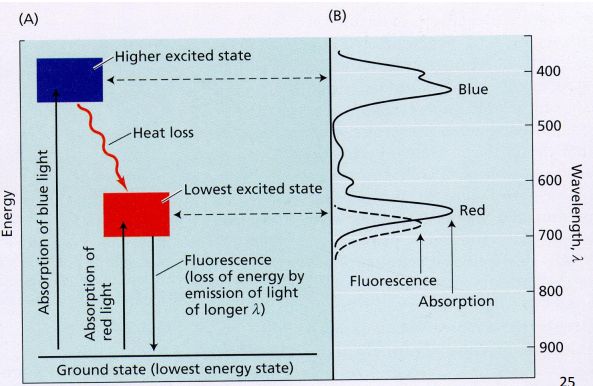 (A)
(B)
Higher excited state
Heat loss
Lowest excited state
Energy
Absorption of blue light
Absorption of
red light
Fluorescence
(loss of energy by
emission of light
of longer λ)
Ground state (lowest energy state)
Blue
Red
Fluorescence
Absorption
400
500
600
700
800
900
Wavelength, λ
25